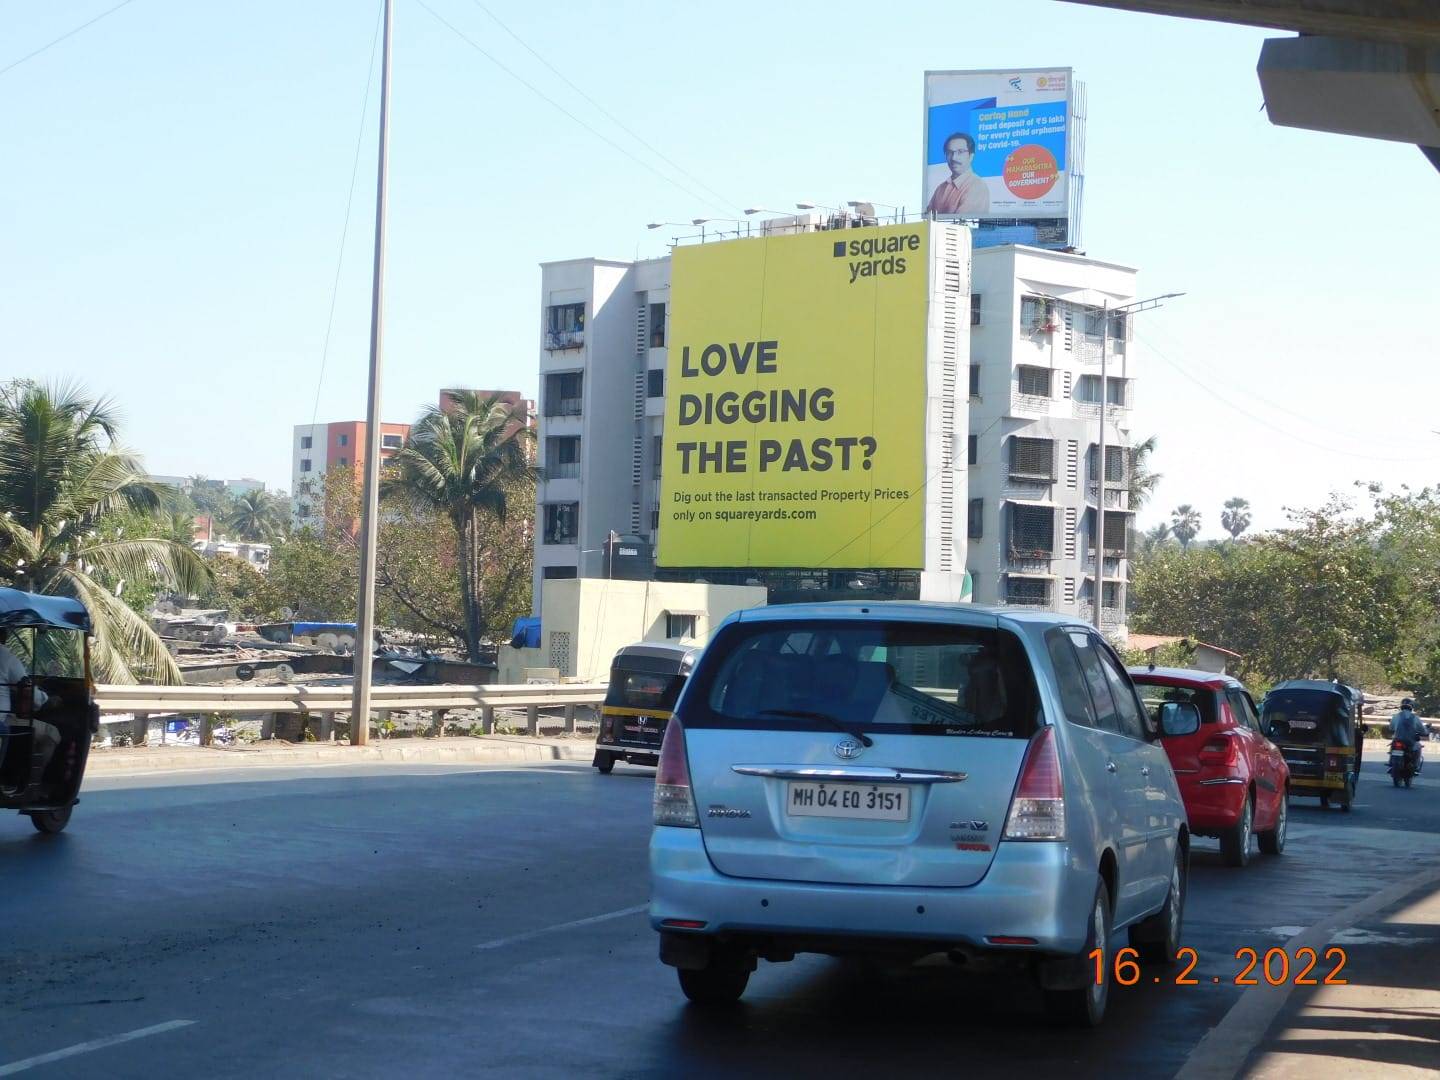 Caring Hand
Fixed deposit of ₹5 lakh
for every child orphaned
by Covid-19.
"OUR
MAHARASHTRA
OUR
GOVERNMENT"
square
yards
LOVE
DIGGING
THE PAST?
Dig out the last transacted Property Prices
only on squareyards.com
MH 04 EQ 3151
INNOVA
2.5 V
TOYOTA
16.2.2022